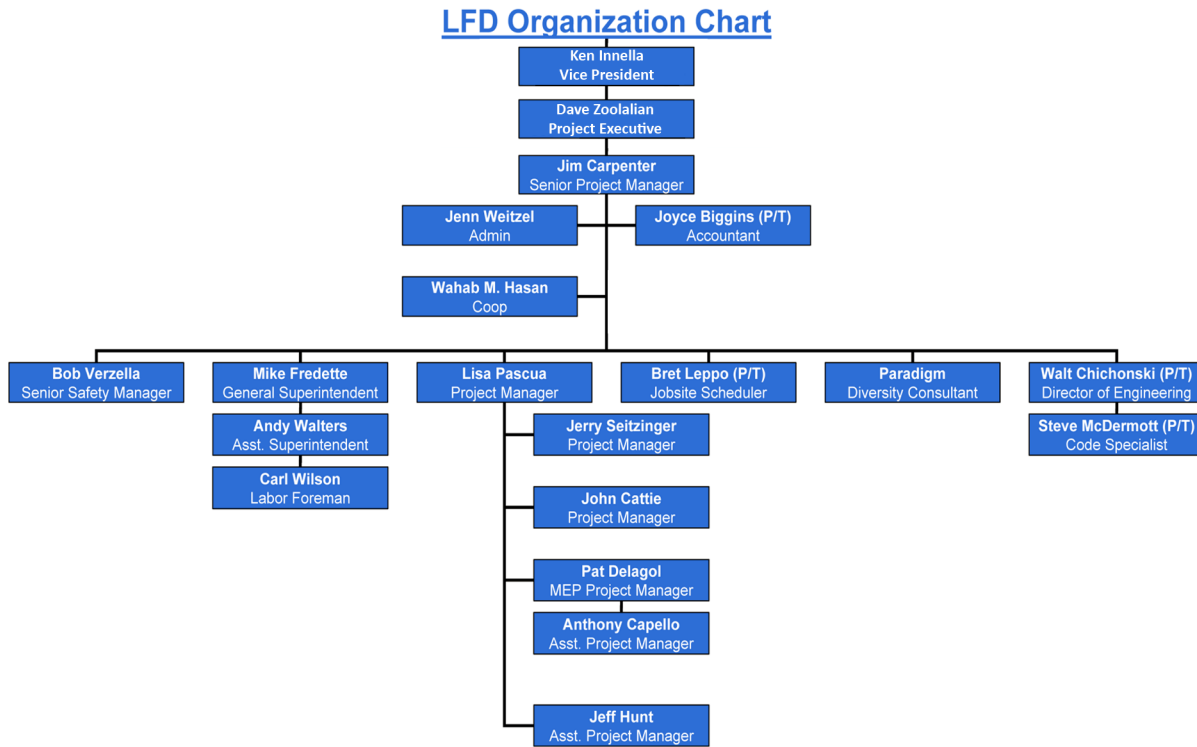 LFD Organization Chart
Ken Innella
Vice President
Dave Zoolalian
Project Executive
Jim Carpenter
Senior Project Manager
Jenn Weitzel
Admin
Joyce Biggins (P/T)
Accountant
Wahab M. Hasan
Coop
Bob Verzella
Senior Safety Manager
Mike Fredette
General Superintendent
Andy Walters
Asst. Superintendent
Carl Wilson
Labor Foreman
Lisa Pascua
Project Manager
Jerry Seitzinger
Project Manager
John Cattie
Project Manager
Pat Delagol
MEP Project Manager
Anthony Capello
Asst. Project Manager
Jeff Hunt
Asst. Project Manager
Bret Leppo (P/T)
Jobsite Scheduler
Paradigm
Diversity Consultant
Walt Chichonski (P/T)
Director of Engineering
Steve McDermott (P/T)
Code Specialist